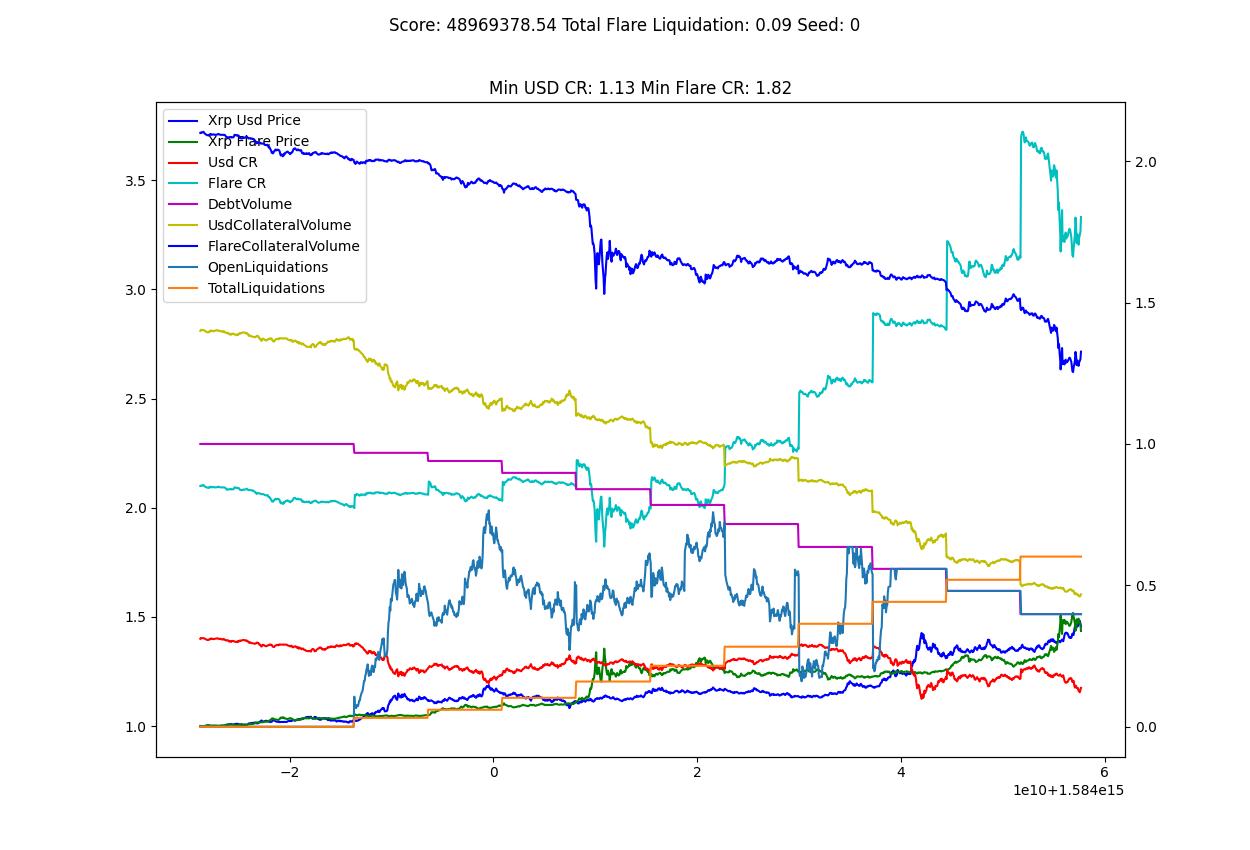 Score: 48969378.54 Total Flare Liquidation: 0.09 Seed: 0
Min USD CR: 1.13 Min Flare CR: 1.82
Xrp Usd Price
Xrp Flare Price
Usd CR
Flare CR
DebtVolume
UsdCollateralVolume
FlareCollateralVolume
OpenLiquidations
TotalLiquidations
3.5
3.0
2.5
2.0
1.5
1.0
2.0
1.5
1.0
0.5
0.0
−2
0
2
4
6
1e10+1.584e15